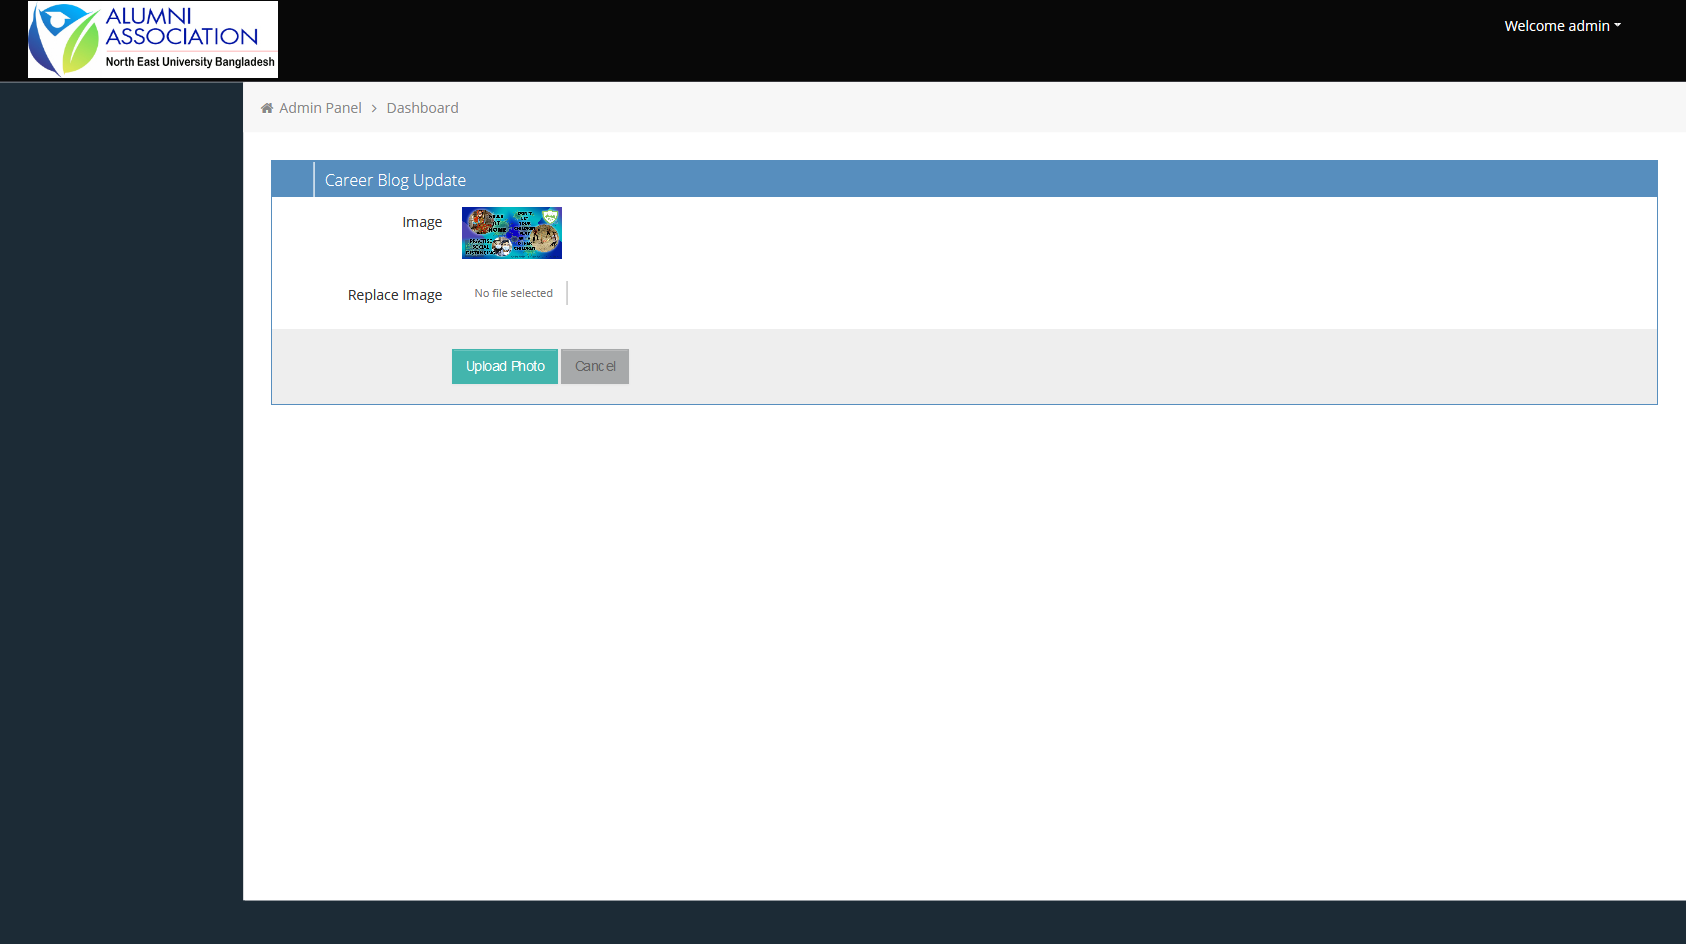 ALUMNI
ASSOCIATION
North East University Bangladesh
Welcome admin
Admin Panel > Dashboard
Career Blog Update
Image
Replace Image
No file selected
Upload Photo
Cancel